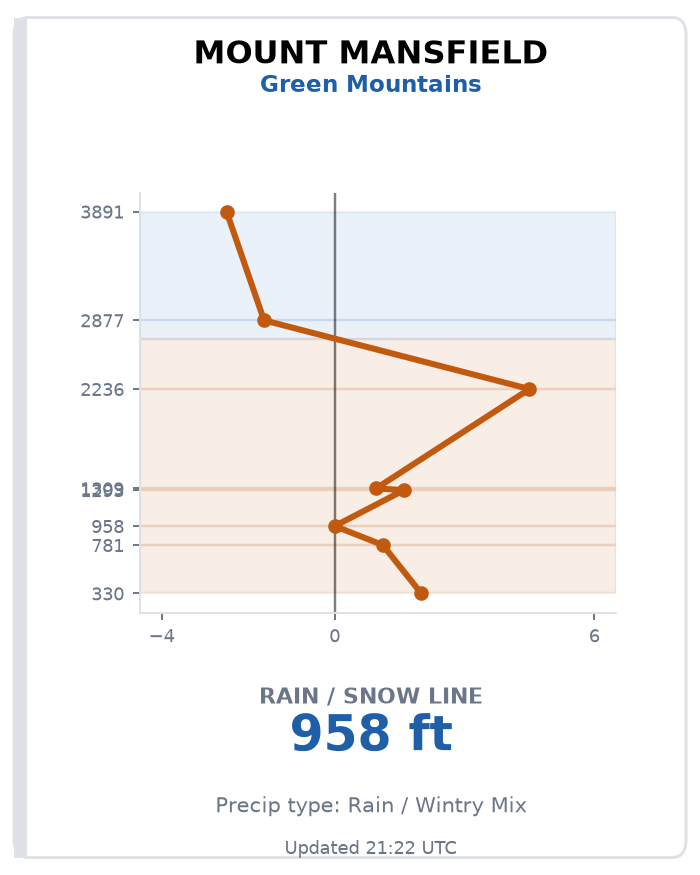 MOUNT MANSFIELD
Green Mountains
3891
2877
2236
1309
958
781
330
−4 0 6
RAIN / SNOW LINE
958 ft
Precip type: Rain / Wintry Mix
Updated 21:22 UTC